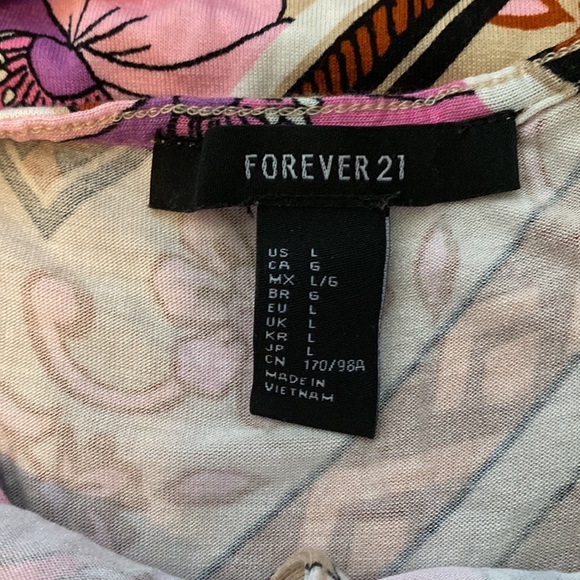 FOREVER 21
US L
CA G
MX L/G
BR G
EU L
UK L
KR L
JP L
CN 170/98A
MADE IN
VIETNAM